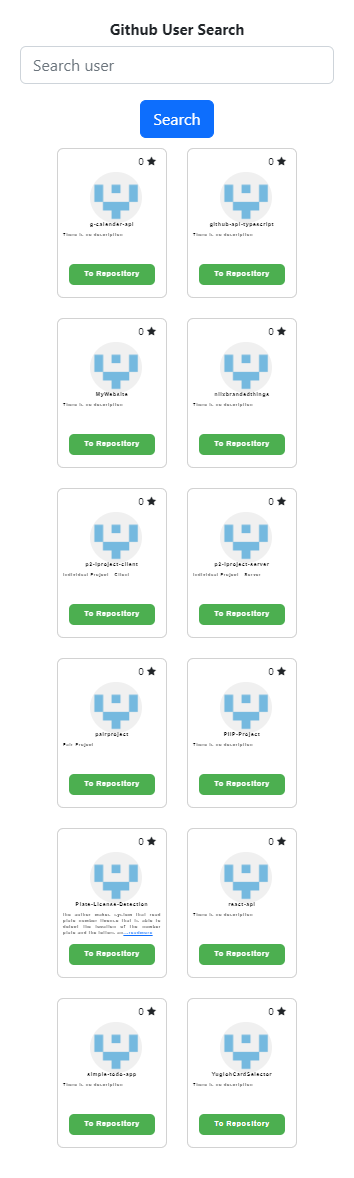 Github User Search
Search user
Search
0
0
g-calender-api
github-api-typescript
There is no description
There is no description
To Repository
To Repository
0
0
MyWebsite
niixbrandedthings
There is no description
There is no description
To Repository
To Repository
0
0
p2-iproject-client
p2-iproject-server
Individual Project - Client
Individual Project - Server
To Repository
To Repository
0
0
pairproject
PIIP-Project
Pair Project
There is no description
To Repository
To Repository
0
0
Plate-License-Detection
react-api
the author makes system that read
There is no description
plate number license that is able to
detect the location of the number
plate and the letters on...readmore
To Repository
To Repository
0
0
simple-todo-app
YugiohCardSelector
There is no description
There is no description
To Repository
To Repository